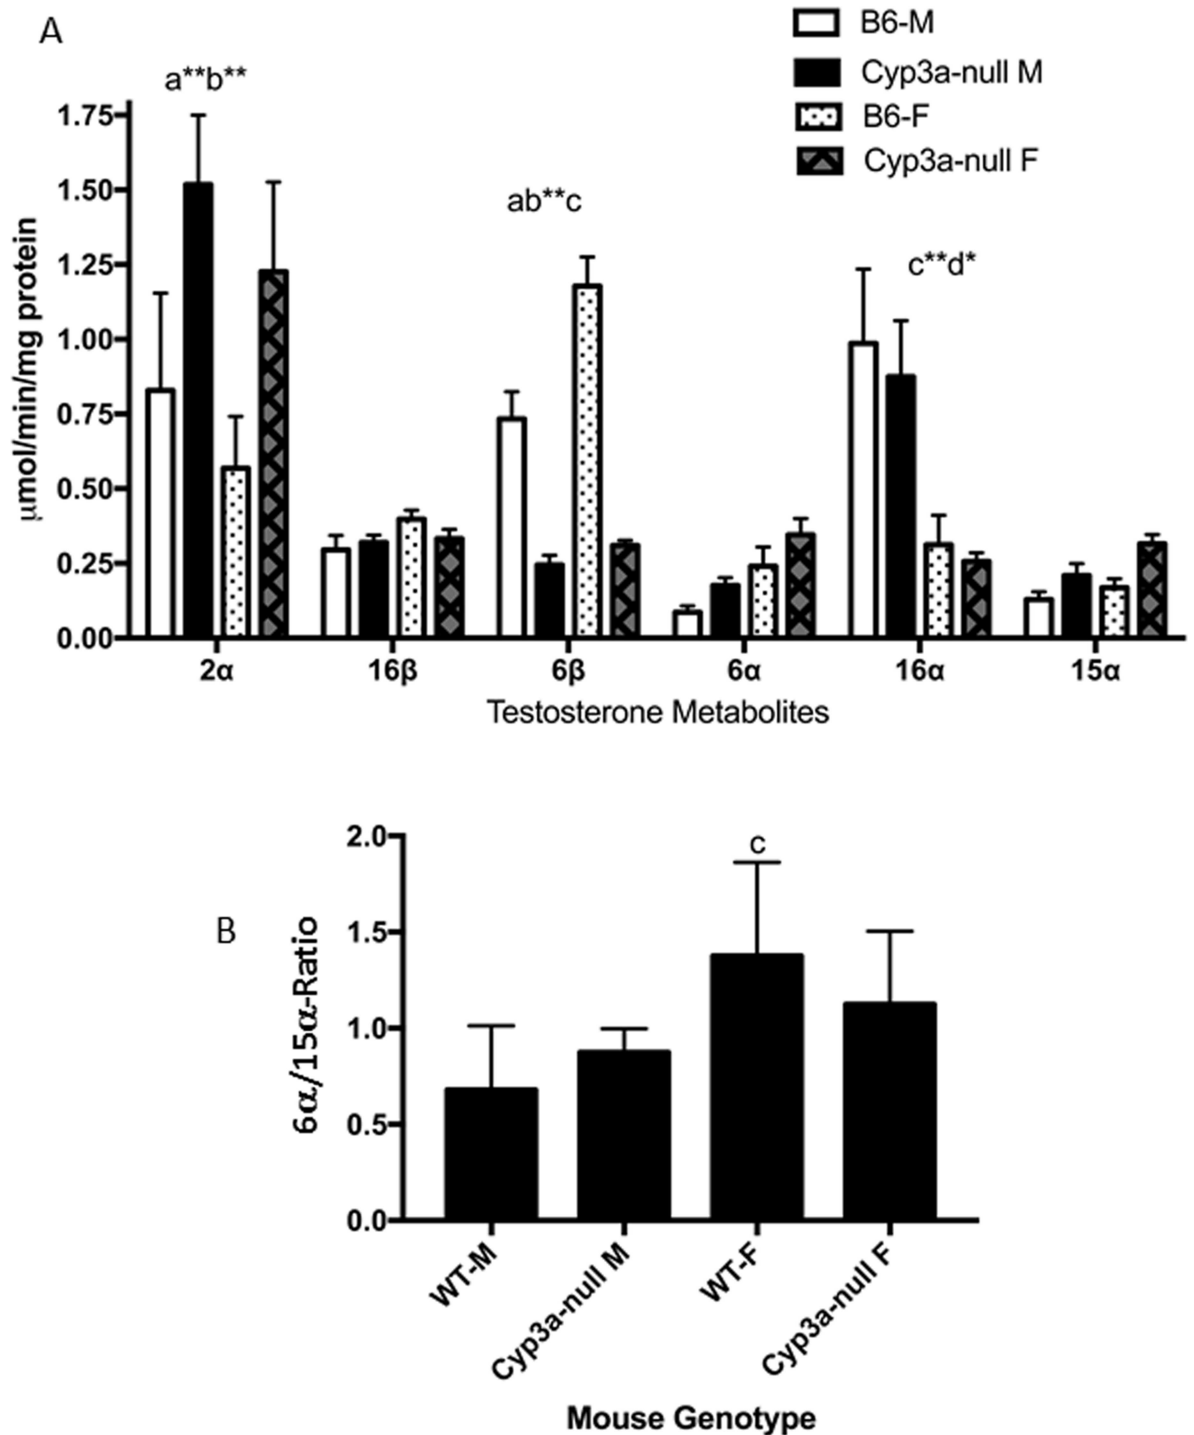 A
B6-M
Cyp3a-null M
B6-F
Cyp3a-null F
a**b**
ab**c
c**d*
μmol/min/mg protein
1.75
1.50
1.25
1.00
0.75
0.50
0.25
0.00
2α 16β 6β 6α 16α 15α
Testosterone Metabolites
B
6α/15α-Ratio
2.0
1.5
1.0
0.5
0.0
c
WT-M
Cyp3a-null M
WT-F
Cyp3a-null F
Mouse Genotype